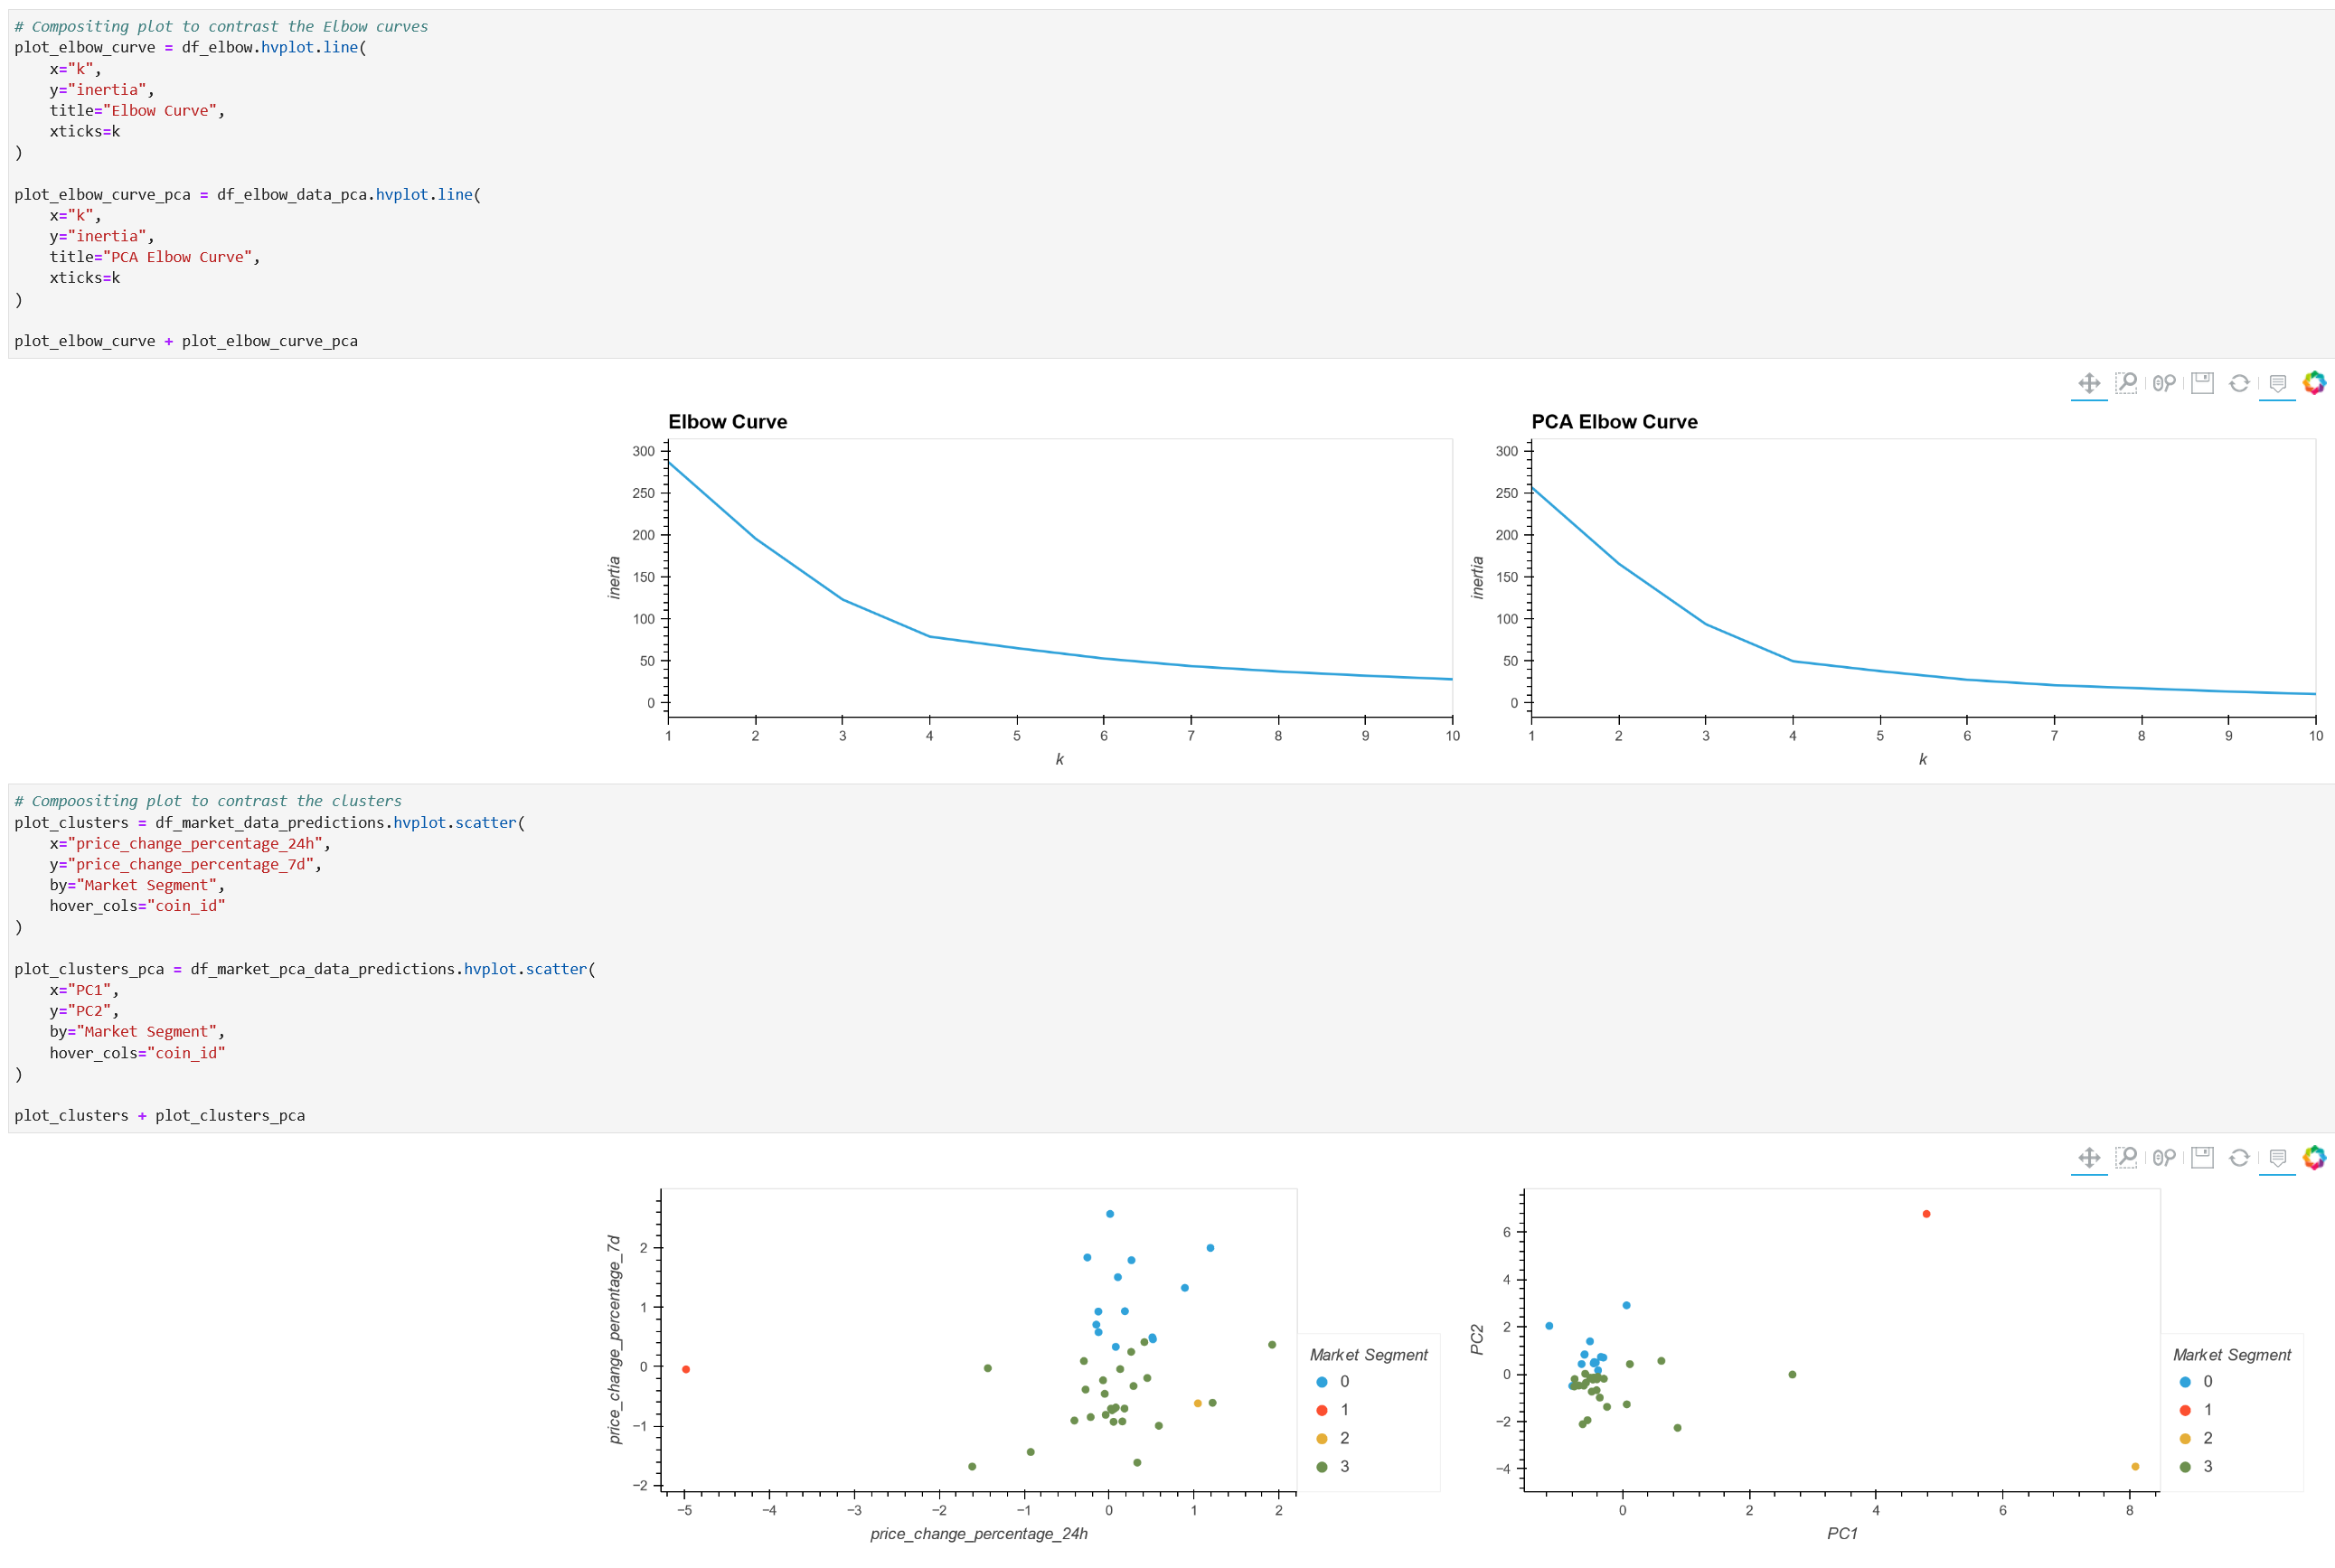 # Compositing plot to contrast the Elbow curves
plot_elbow_curve = df_elbow.hvplot.line(
    x="k",
    y="inertia",
    title="Elbow Curve",
    xticks=k
)

plot_elbow_curve_pca = df_elbow_data_pca.hvplot.line(
    x="k",
    y="inertia",
    title="PCA Elbow Curve",
    xticks=k
)

plot_elbow_curve + plot_elbow_curve_pca
Elbow Curve
300
250
200
150
100
50
0
inertia
1 2 3 4 5 6 7 8 9 10
k
PCA Elbow Curve
300
250
200
150
100
50
0
inertia
1 2 3 4 5 6 7 8 9 10
k
# Compoositing plot to contrast the clusters
plot_clusters = df_market_data_predictions.hvplot.scatter(
    x="price_change_percentage_24h",
    y="price_change_percentage_7d",
    by="Market Segment",
    hover_cols="coin_id"
)

plot_clusters_pca = df_market_pca_data_predictions.hvplot.scatter(
    x="PC1",
    y="PC2",
    by="Market Segment",
    hover_cols="coin_id"
)

plot_clusters + plot_clusters_pca
2
1
0
−1
−2
price_change_percentage_7d
−5 −4 −3 −2 −1 0 1 2
price_change_percentage_24h
Market Segment
0
1
2
3
6
4
2
0
−2
−4
PC2
0 2 4 6 8
PC1
Market Segment
0
1
2
3